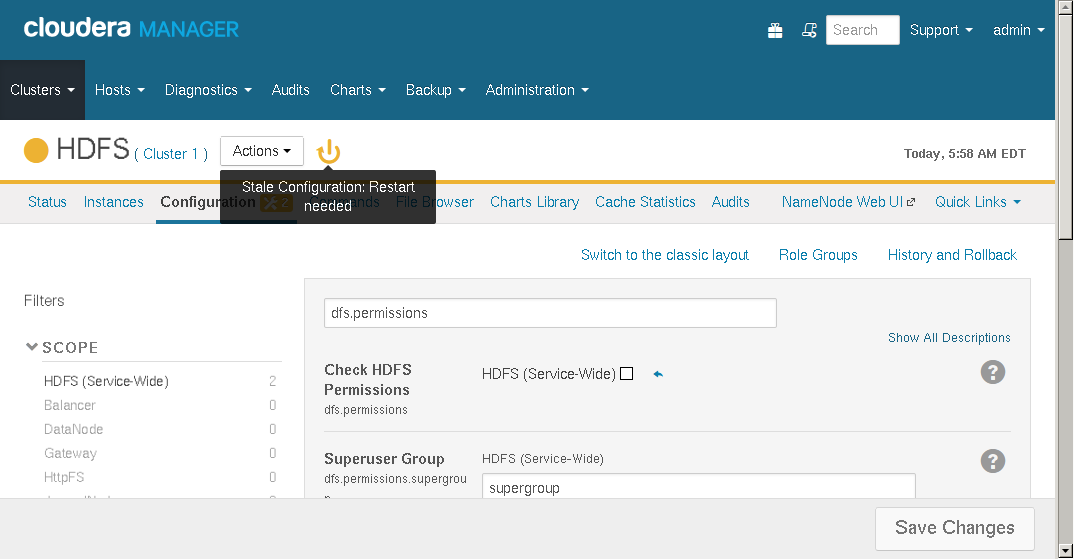 cloudera MANAGER
Search
Support
admin
Clusters
Hosts
Diagnostics
Audits
Charts
Backup
Administration
HDFS ( Cluster 1 )
Actions
Today, 5:58 AM EDT
Stale Configuration: Restart
needed
Status
Instances
Configuration
2
Commands
File Browser
Charts Library
Cache Statistics
Audits
NameNode Web UI
Quick Links
Switch to the classic layout
Role Groups
History and Rollback
Filters
SCOPE
HDFS (Service-Wide) 2
Balancer 0
DataNode 0
Gateway 0
HttpFS 0
dfs.permissions
Show All Descriptions
Check HDFS
Permissions
dfs.permissions
HDFS (Service-Wide)
?
Superuser Group
dfs.permissions.supergrou
HDFS (Service-Wide)
supergroup
?
Save Changes